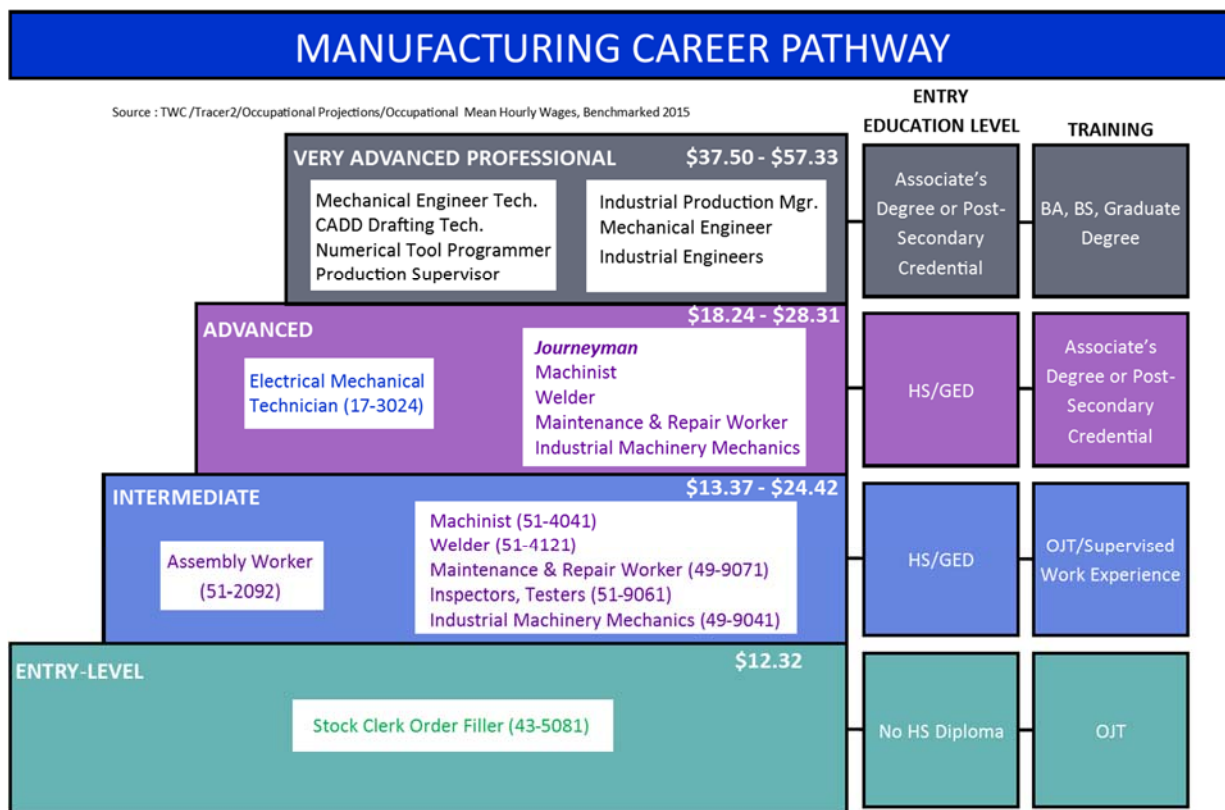 MANUFACTURING CAREER PATHWAY
Source : TWC /Tracer2/Occupational Projections/Occupational Mean Hourly Wages, Benchmarked 2015
ENTRY
EDUCATION LEVEL
TRAINING
VERY ADVANCED PROFESSIONAL
$37.50 - $57.33
Mechanical Engineer Tech.
CADD Drafting Tech.
Numerical Tool Programmer
Production Supervisor
Industrial Production Mgr.
Mechanical Engineer
Industrial Engineers
Associate's
Degree or Post-
Secondary
Credential
BA, BS, Graduate
Degree
ADVANCED
$18.24 - $28.31
Electrical Mechanical
Technician (17-3024)
Journeyman
Machinist
Welder
Maintenance & Repair Worker
Industrial Machinery Mechanics
HS/GED
Associate's
Degree or Post-
Secondary
Credential
INTERMEDIATE
$13.37 - $24.42
Assembly Worker
(51-2092)
Machinist (51-4041)
Welder (51-4121)
Maintenance & Repair Worker (49-9071)
Inspectors, Testers (51-9061)
Industrial Machinery Mechanics (49-9041)
HS/GED
OJT/Supervised
Work Experience
ENTRY-LEVEL
$12.32
Stock Clerk Order Filler (43-5081)
No HS Diploma
OJT